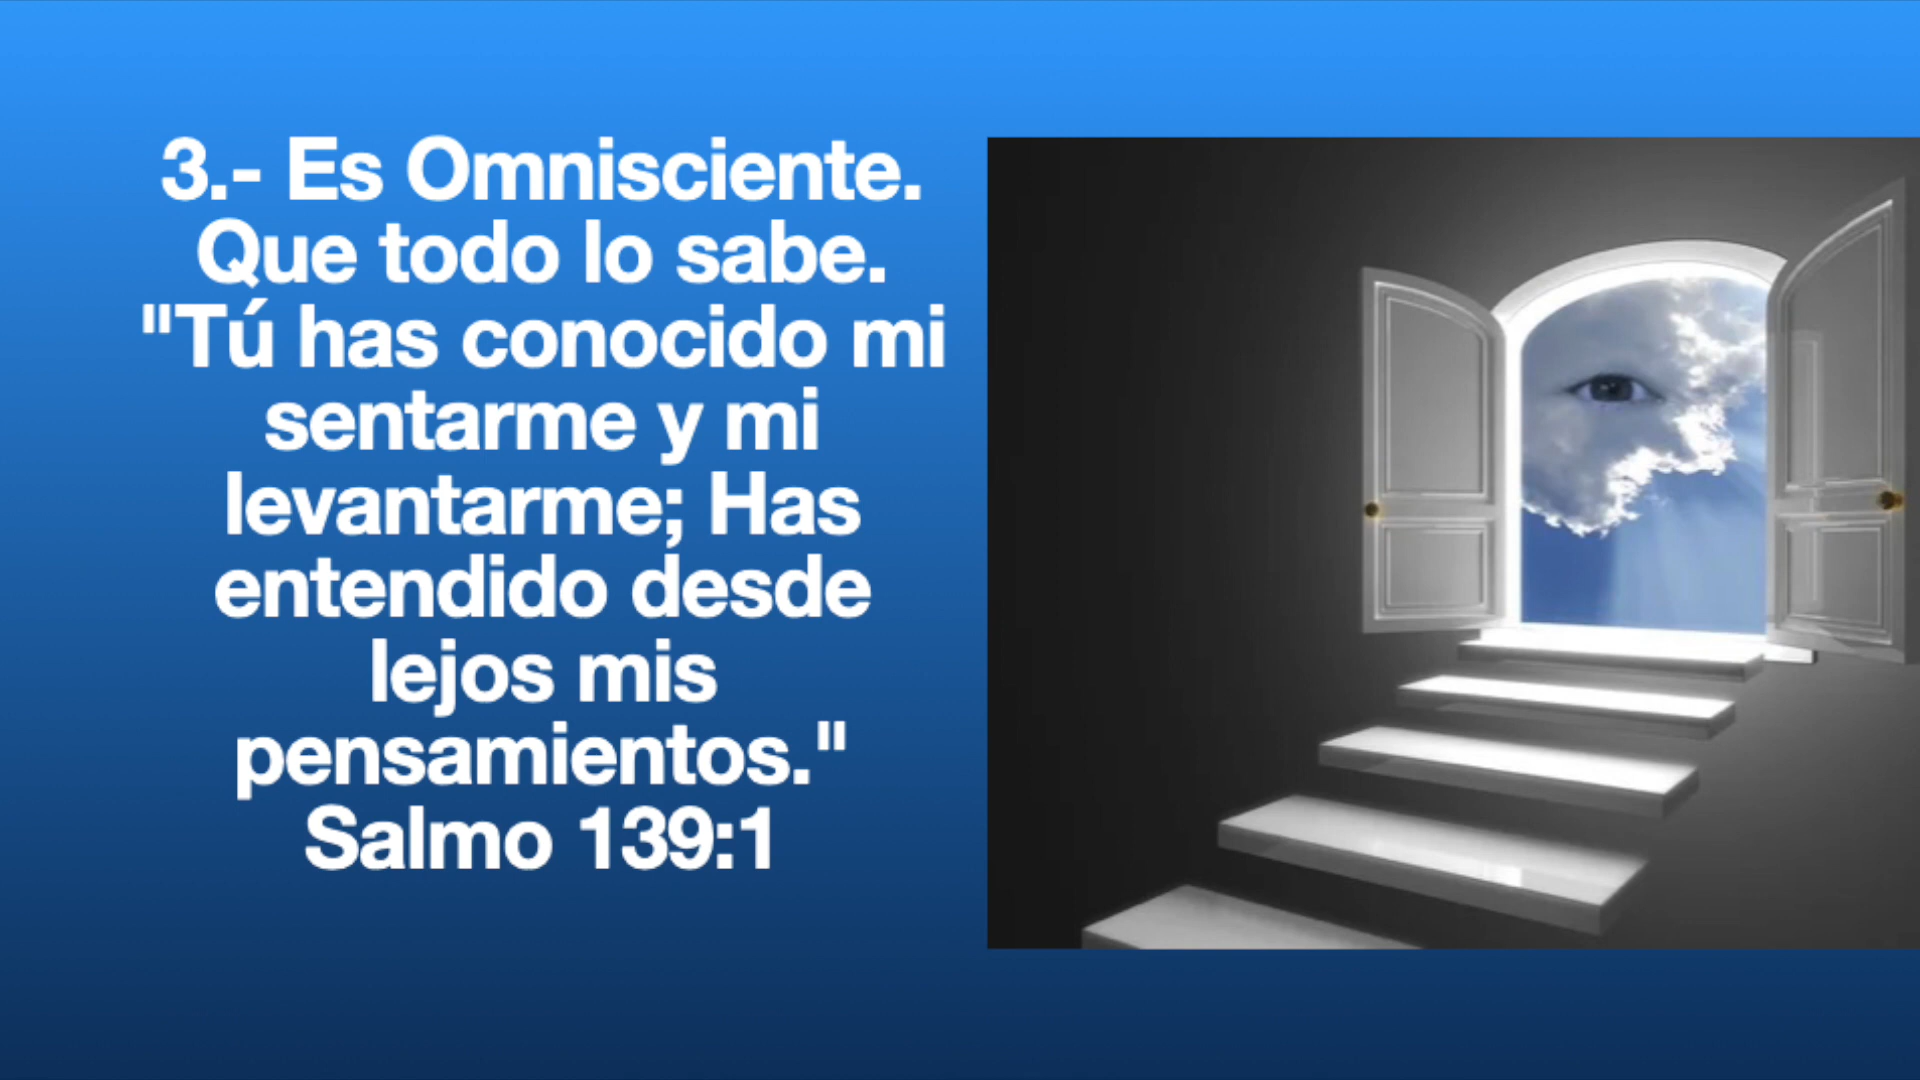 3.- Es Omnisciente.
Que todo lo sabe.
"Tú has conocido mi
sentarme y mi
levantarme; Has
entendido desde
lejos mis
pensamientos."
Salmo 139:1